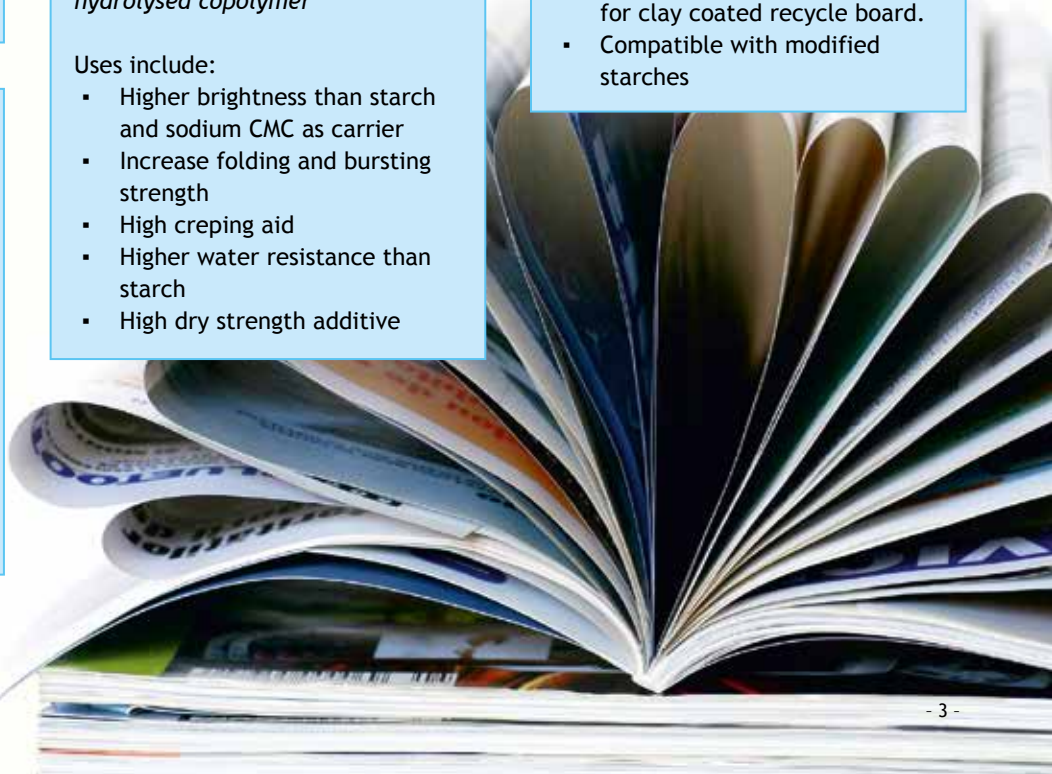 hydrolysed copolymer
Uses include:
▪ Higher brightness than starch
and sodium CMC as carrier
▪ Increase folding and bursting
strength
▪ High creping aid
▪ Higher water resistance than
starch
▪ High dry strength additive
for clay coated recycle board.
▪ Compatible with modified
starches
- 3 -